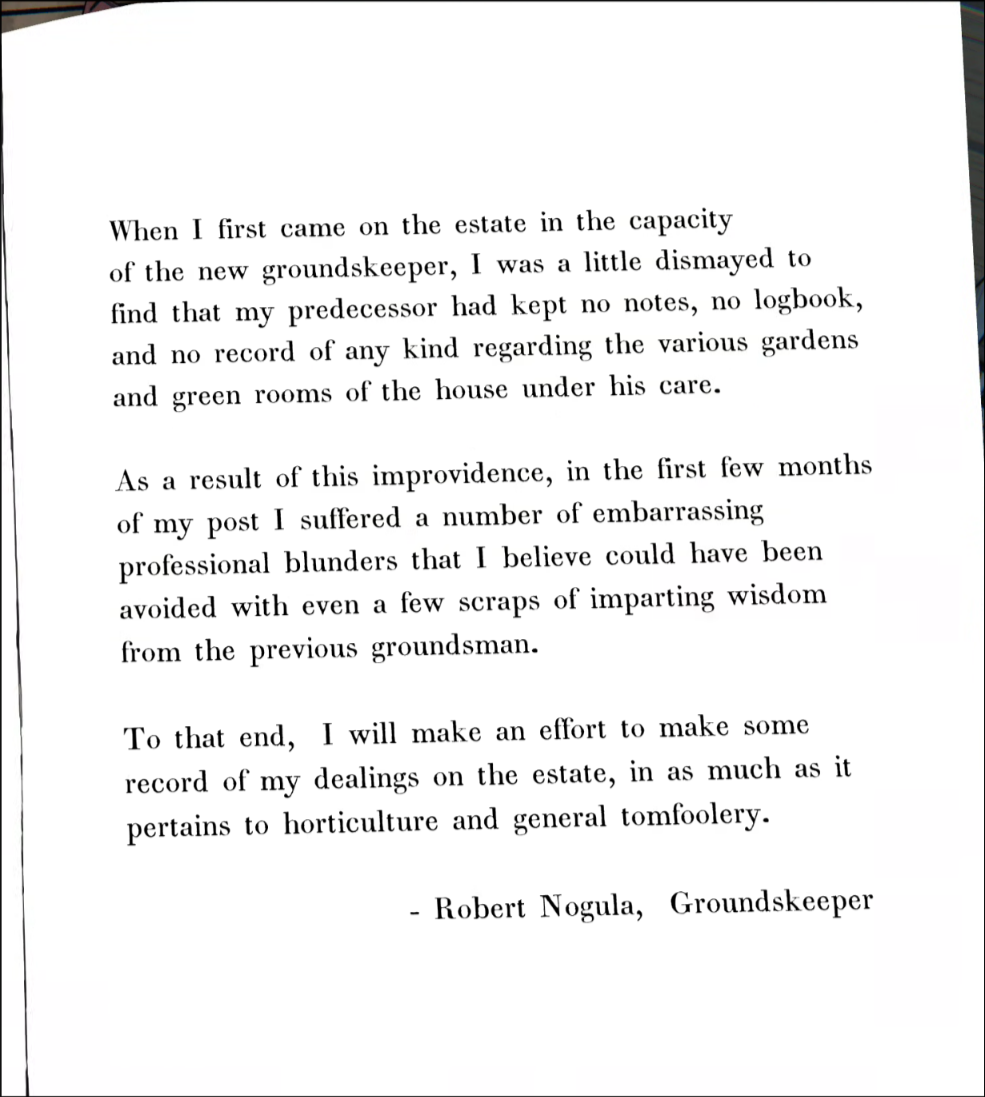 When I first came on the estate in the capacity
of the new groundskeeper, I was a little dismayed to
find that my predecessor had kept no notes, no logbook,
and no record of any kind regarding the various gardens
and green rooms of the house under his care.
As a result of this improvidence, in the first few months
of my post I suffered a number of embarrassing
professional blunders that I believe could have been
avoided with even a few scraps of imparting wisdom
from the previous groundsman.
To that end, I will make an effort to make some
record of my dealings on the estate, in as much as it
pertains to horticulture and general tomfoolery.
- Robert Nogula, Groundskeeper